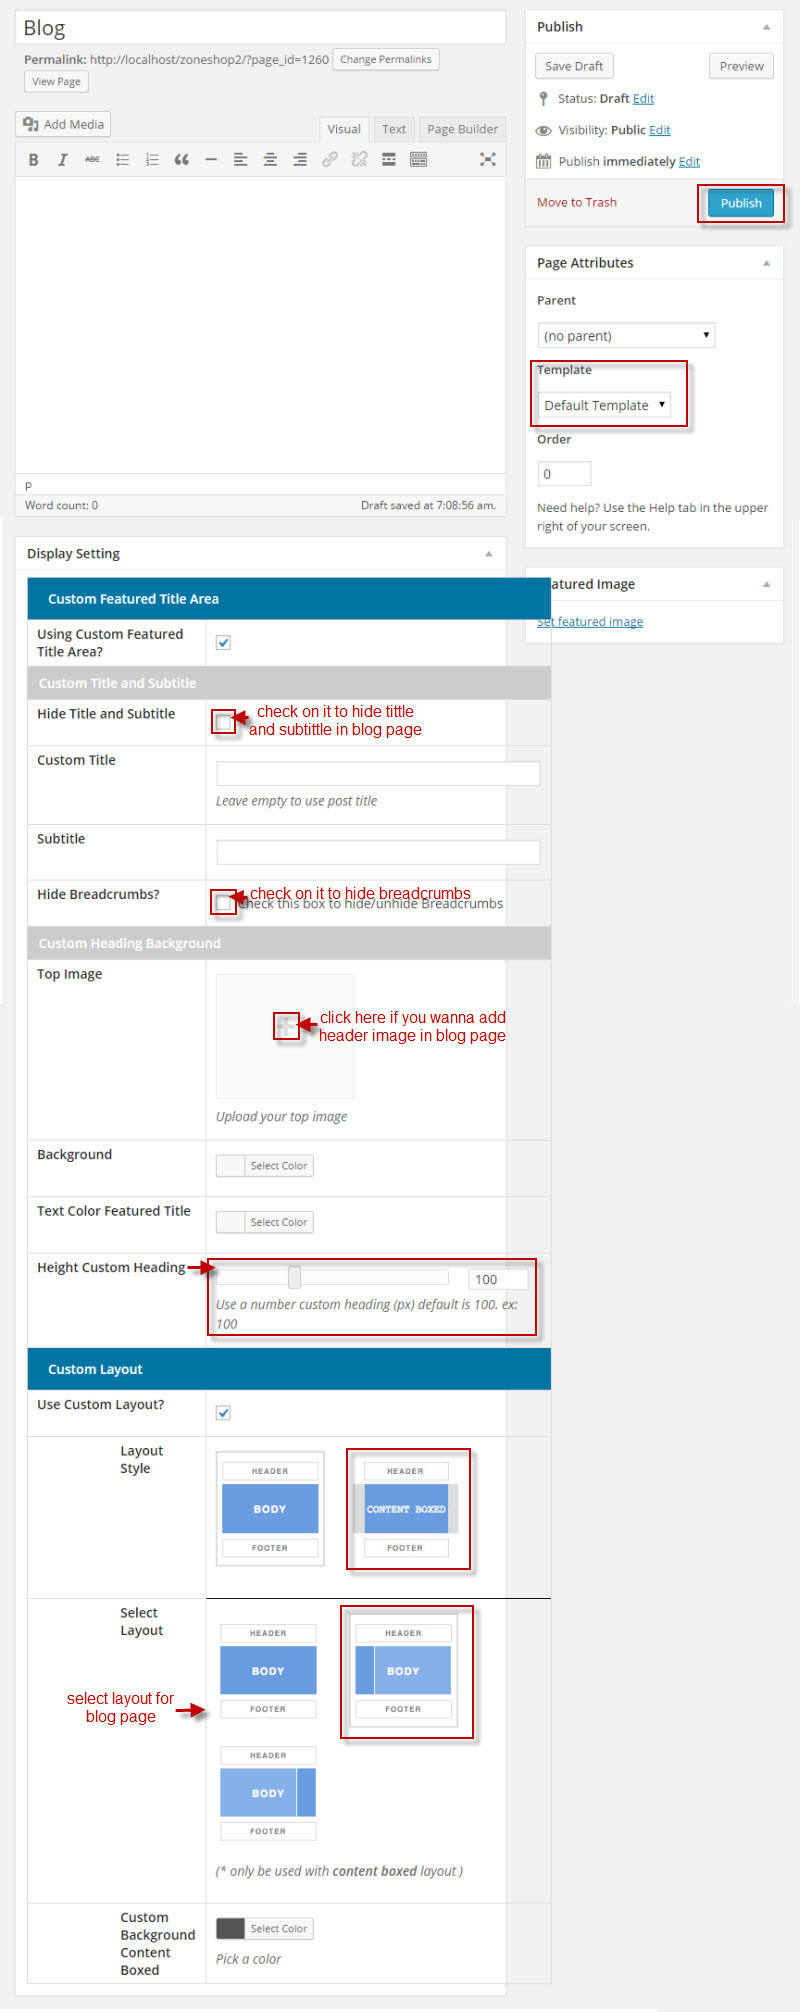 Blog
Permalink: http://localhost/zoneshop2/?page_id=1260 Change Permalinks
View Page
Add Media
Visual Text Page Builder
B I ABC
p
Word count: 0 Draft saved at 7:08:56 am.
Publish
Save Draft Preview
Status: Draft Edit
Visibility: Public Edit
Publish immediately Edit
Move to Trash Publish
Page Attributes
Parent
(no parent)
Template
Default Template
Order
0
Need help? Use the Help tab in the upper
right of your screen.
atured Image
Set featured image
Display Setting
Custom Featured Title Area
Using Custom Featured
Title Area?
Custom Title and Subtitle
Hide Title and Subtitle
check on it to hide tittle
and subtittle in blog page
Custom Title
Leave empty to use post title
Subtitle
Hide Breadcrumbs?
check on it to hide breadcrumbs
Check this box to hide/unhide Breadcrumbs
Custom Heading Background
Top Image
click here if you wanna add
header image in blog page
Upload your top image
Background Select Color
Text Color Featured Title Select Color
Height Custom Heading 100
Use a number custom heading (px) default is 100. ex:
100
Custom Layout
Use Custom Layout?
Layout
Style
HEADER HEADER
BODY CONTENT BOXED
FOOTER FOOTER
Select
Layout
HEADER HEADER
BODY BODY
FOOTER FOOTER
select layout for
blog page
HEADER
BODY
FOOTER
(* only be used with content boxed layout )
Custom
Background
Content
Boxed
Select Color
Pick a color